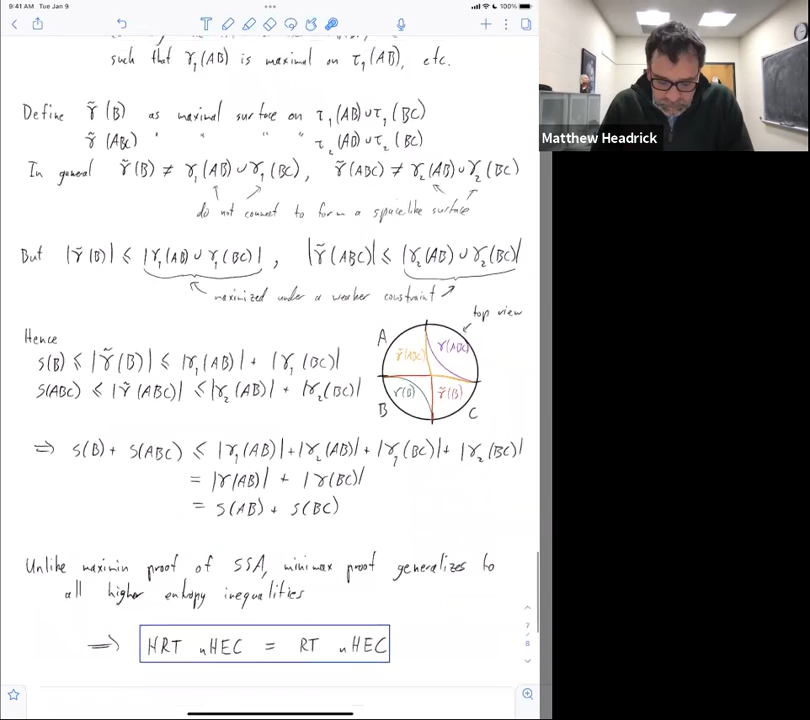 9:41 AM Tue Jan 9
100%
such that γ₁(AB) is maximal on τ₁(AB), etc.
Define γ̃(B) as maximal surface on τ₁(AB)∪τ₁(BC)
γ̃(ABC) " " " " τ₂(AB)∪τ₂(BC)
In general γ̃(B) ≠ γ₁(AB)∪γ₁(BC), γ̃(ABC) ≠ γ₂(AB)∪γ₂(BC)
do not connect to form a spacelike surface
But |γ̃(B)| ≤ |γ₁(AB)∪γ₁(BC)|, |γ̃(ABC)| ≤ |γ₂(AB)∪γ₂(BC)|
maximized under a weaker constraint
top view
Hence
S(B) ≤ |γ̃(B)| ≤ |γ₁(AB)| + |γ₁(BC)|
S(ABC) ≤ |γ̃(ABC)| ≤ |γ₂(AB)| + |γ₂(BC)|
A
γ̃(ABC)
γ(ABC)
γ(B)
γ̃(B)
B
C
⇒ S(B) + S(ABC) ≤ |γ₁(AB)| + |γ₂(AB)| + |γ₁(BC)| + |γ₂(BC)|
= |γ(AB)| + |γ(BC)|
= S(AB) + S(BC)
Unlike maximin proof of SSA, minimax proof generalizes to
all higher entropy inequalities
⇒ HRT nHEC = RT nHEC
7
8
Matthew Headrick